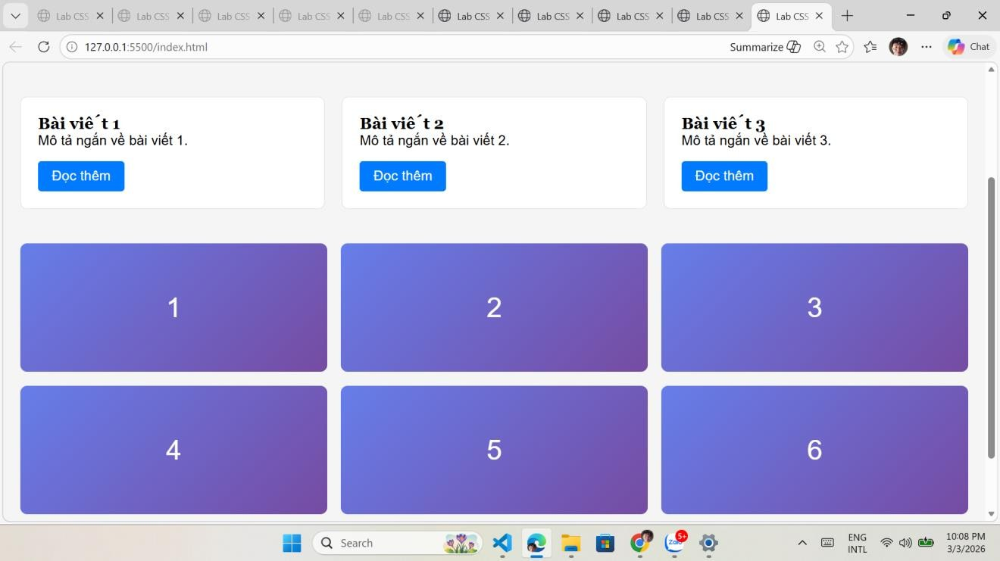 Lab CSS
Lab CSS
Lab CSS
Lab CSS
Lab CSS
Lab CSS
Lab CSS
Lab CSS
Lab CSS
Lab CSS
127.0.0.1:5500/index.html
Summarize
Chat
Bài viết 1
Mô tả ngắn về bài viết 1.
Đọc thêm
Bài viết 2
Mô tả ngắn về bài viết 2.
Đọc thêm
Bài viết 3
Mô tả ngắn về bài viết 3.
Đọc thêm
1
2
3
4
5
6
Search
Zalo
5+
ENG
INTL
10:08 PM
3/3/2026